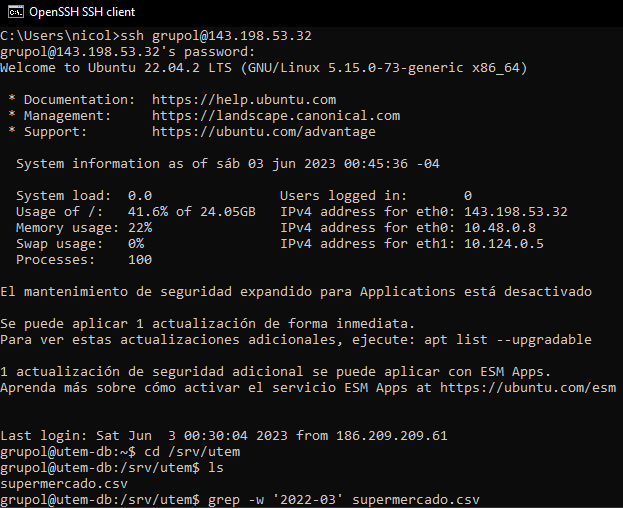 OpenSSH SSH client
C:\Users\nicol>ssh grupol@143.198.53.32
grupol@143.198.53.32's password:
Welcome to Ubuntu 22.04.2 LTS (GNU/Linux 5.15.0-73-generic x86_64)
* Documentation:  https://help.ubuntu.com
* Management:     https://landscape.canonical.com
* Support:        https://ubuntu.com/advantage
System information as of sáb 03 jun 2023 00:45:36 -04
System load:  0.0               Users logged in:       0
Usage of /:   41.6% of 24.05GB   IPv4 address for eth0: 143.198.53.32
Memory usage: 22%               IPv4 address for eth0: 10.48.0.8
Swap usage:   0%                IPv4 address for eth1: 10.124.0.5
Processes:    100
El mantenimiento de seguridad expandido para Applications está desactivado
Se puede aplicar 1 actualización de forma inmediata.
Para ver estas actualizaciones adicionales, ejecute: apt list --upgradable
1 actualización de seguridad adicional se puede aplicar con ESM Apps.
Aprenda más sobre cómo activar el servicio ESM Apps at https://ubuntu.com/esm
Last login: Sat Jun  3 00:30:04 2023 from 186.209.209.61
grupol@utem-db:~$ cd /srv/utem
grupol@utem-db:/srv/utem$ ls
supermercado.csv
grupol@utem-db:/srv/utem$ grep -w '2022-03' supermercado.csv